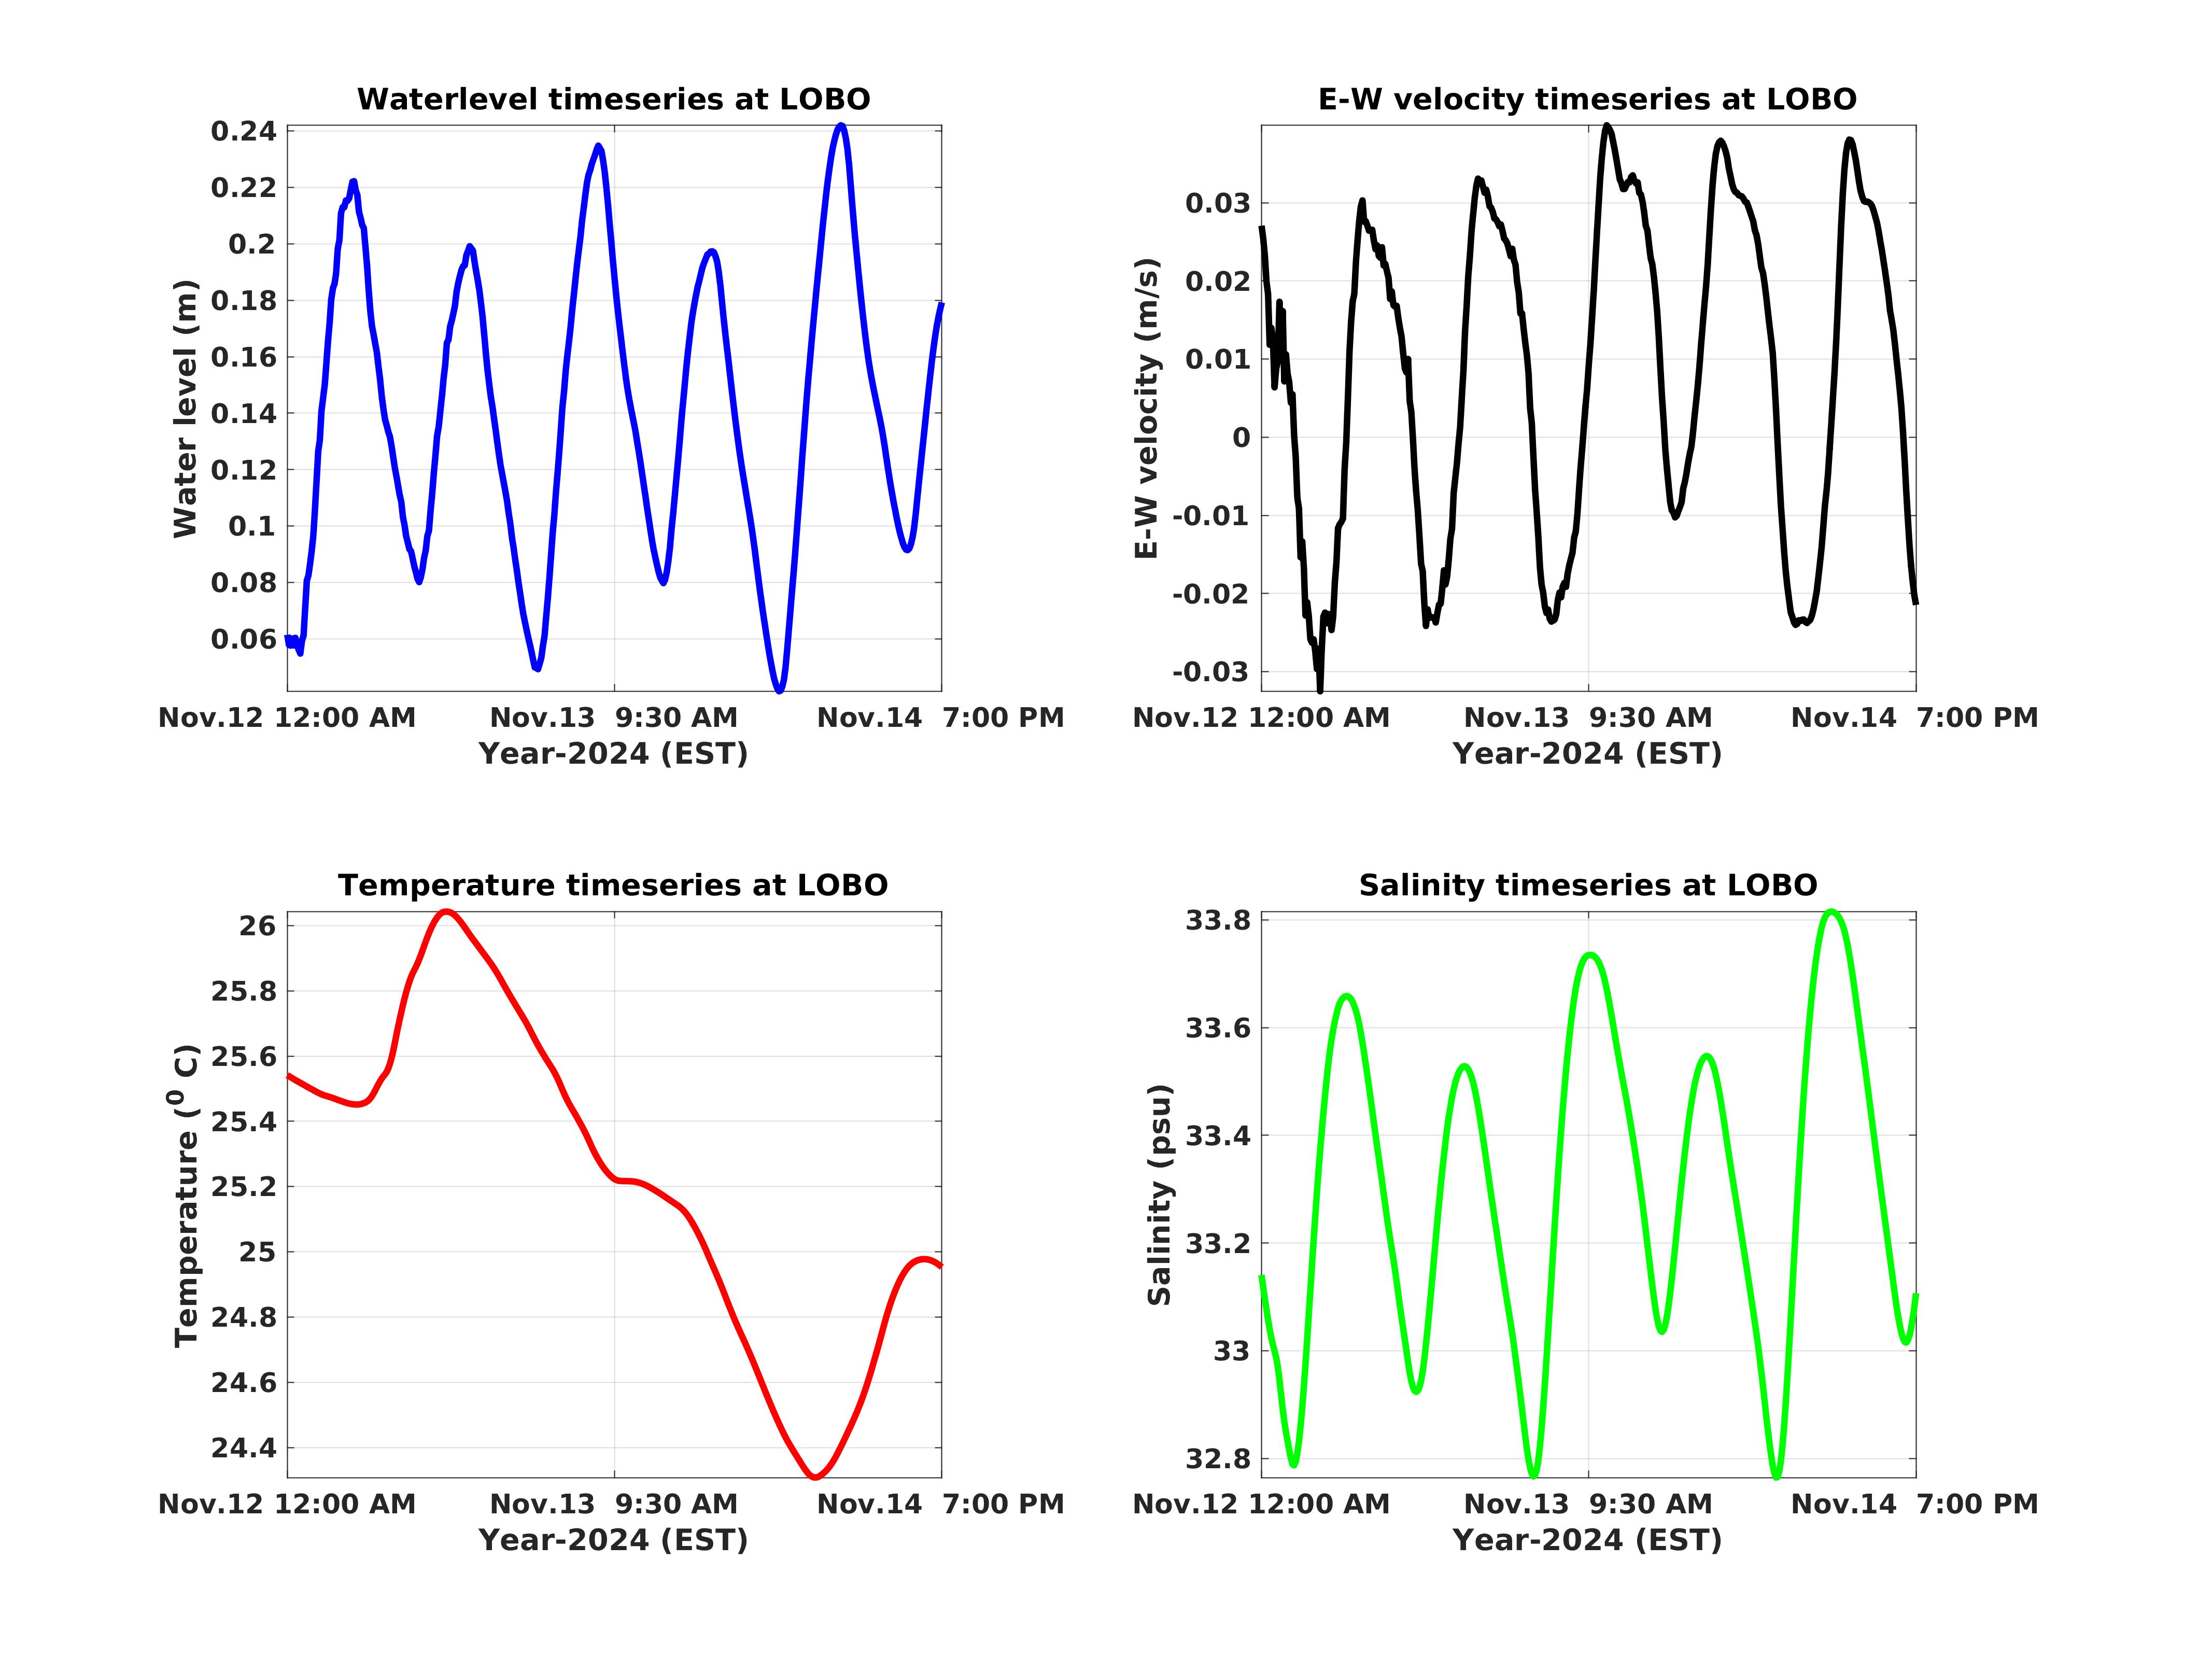 Waterlevel timeseries at LOBO
Water level (m)
0.24
0.22
0.2
0.18
0.16
0.14
0.12
0.1
0.08
0.06
Nov.12 12:00 AM Nov.13 9:30 AM Nov.14 7:00 PM
Year-2024 (EST)
E-W velocity timeseries at LOBO
E-W velocity (m/s)
0.03
0.02
0.01
0
-0.01
-0.02
-0.03
Nov.12 12:00 AM Nov.13 9:30 AM Nov.14 7:00 PM
Year-2024 (EST)
Temperature timeseries at LOBO
Temperature (⁰ C)
26
25.8
25.6
25.4
25.2
25
24.8
24.6
24.4
Nov.12 12:00 AM Nov.13 9:30 AM Nov.14 7:00 PM
Year-2024 (EST)
Salinity timeseries at LOBO
Salinity (psu)
33.8
33.6
33.4
33.2
33
32.8
Nov.12 12:00 AM Nov.13 9:30 AM Nov.14 7:00 PM
Year-2024 (EST)